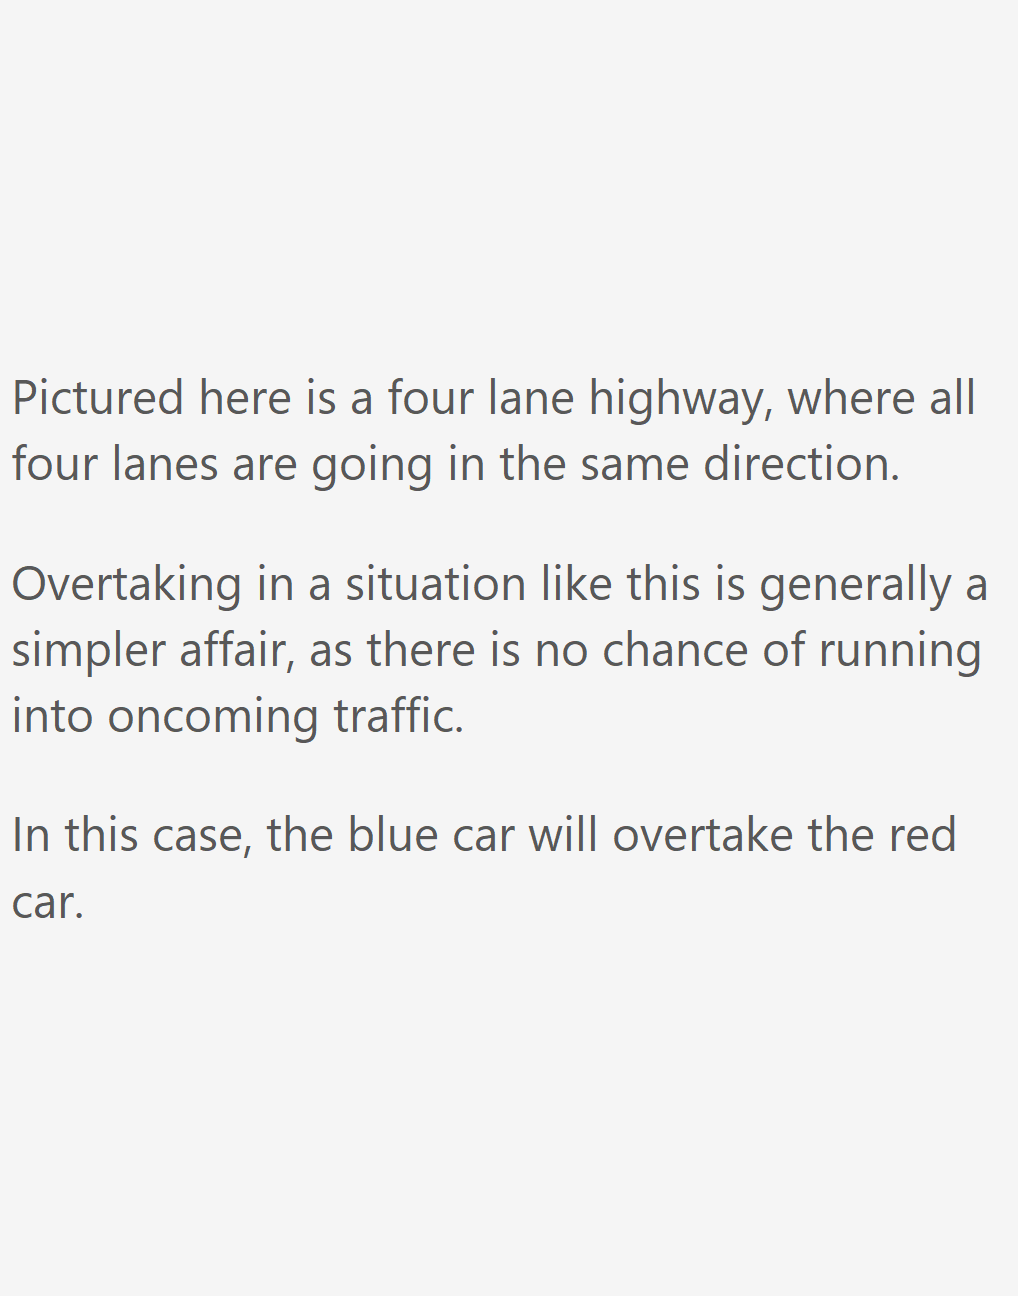 Pictured here is a four lane highway, where all
four lanes are going in the same direction.
Overtaking in a situation like this is generally a
simpler affair, as there is no chance of running
into oncoming traffic.
In this case, the blue car will overtake the red
car.